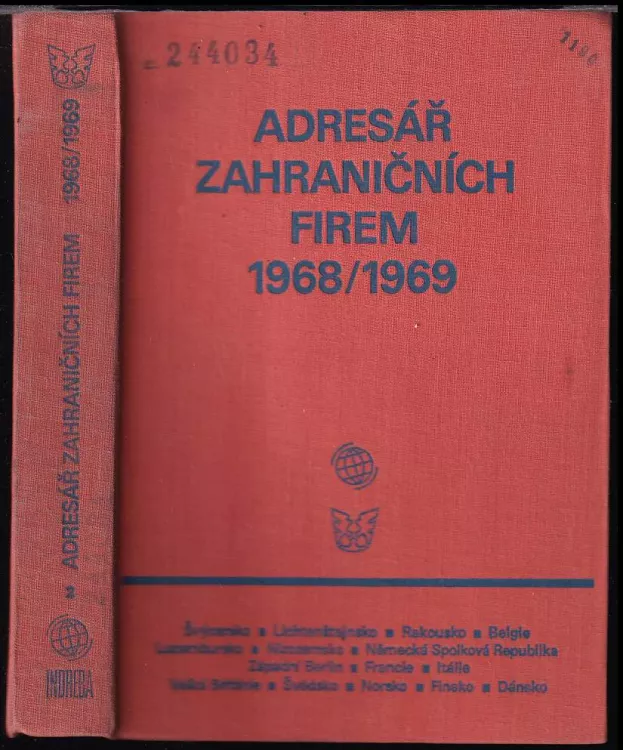 244034
1100
ADRESÁŘ
ZAHRANIČNÍCH
FIREM
1968/1969
Švýcarsko ■ Lichtenštejnsko ■ Rakousko ■ Belgie
Lucembursko ■ Nizozemsko ■ Německá Spolková Republika
Západní Berlín ■ Francie ■ Itálie
Velká Británie ■ Švédsko ■ Norsko ■ Finsko ■ Dánsko
ADRESÁŘ ZAHRANIČNÍCH FIREM 1968/1969
INDREBA